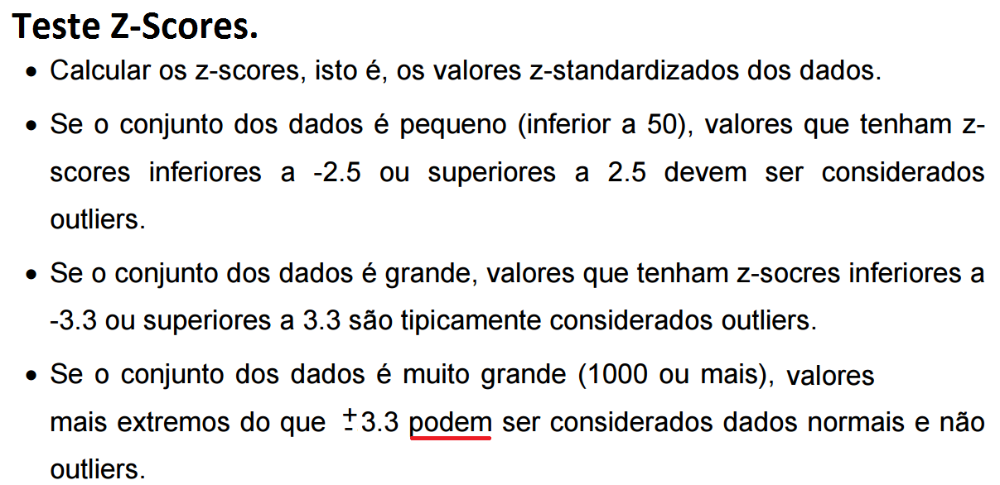 Teste Z-Scores.
• Calcular os z-scores, isto é, os valores z-standardizados dos dados.
• Se o conjunto dos dados é pequeno (inferior a 50), valores que tenham z-
scores inferiores a -2.5 ou superiores a 2.5 devem ser considerados
outliers.
• Se o conjunto dos dados é grande, valores que tenham z-socres inferiores a
-3.3 ou superiores a 3.3 são tipicamente considerados outliers.
• Se o conjunto dos dados é muito grande (1000 ou mais), valores
mais extremos do que ±3.3 podem ser considerados dados normais e não
outliers.